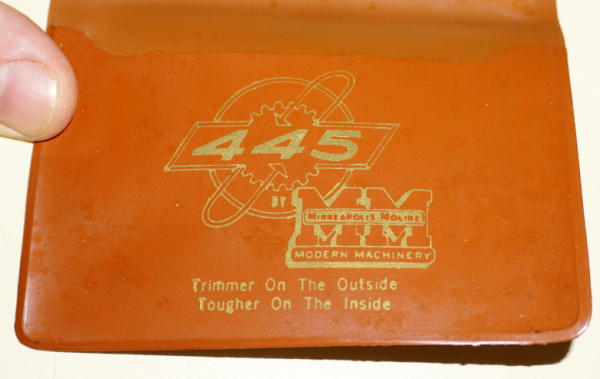 445
BY
MM
MINNEAPOLIS-MOLINE
MODERN MACHINERY
Trimmer On The Outside
Tougher On The Inside